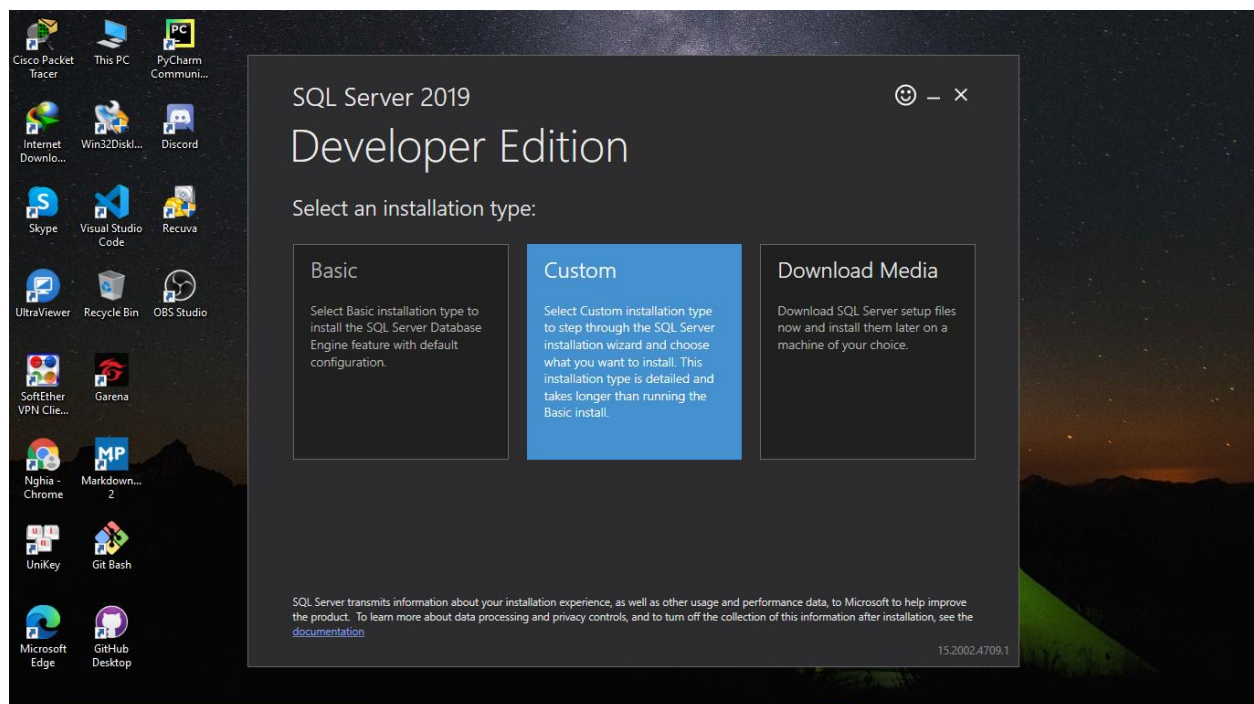 Cisco Packet
Tracer
This PC
PyCharm
Communi...
Internet
Downlo...
Win32DiskI...
Discord
Skype
Visual Studio
Code
Recuva
UltraViewer
Recycle Bin
OBS Studio
SoftEther
VPN Clie...
Garena
Nghia -
Chrome
Markdown...
2
UniKey
Git Bash
Microsoft
Edge
GitHub
Desktop
PC
S
MP
u i
n
SQL Server 2019
Developer Edition
Select an installation type:
Basic
Select Basic installation type to
install the SQL Server Database
Engine feature with default
configuration.
Custom
Select Custom installation type
to step through the SQL Server
installation wizard and choose
what you want to install. This
installation type is detailed and
takes longer than running the
Basic install.
Download Media
Download SQL Server setup files
now and install them later on a
machine of your choice.
SQL Server transmits information about your installation experience, as well as other usage and performance data, to Microsoft to help improve
the product. To learn more about data processing and privacy controls, and to turn off the collection of this information after installation, see the
documentation
15.2002.4709.1